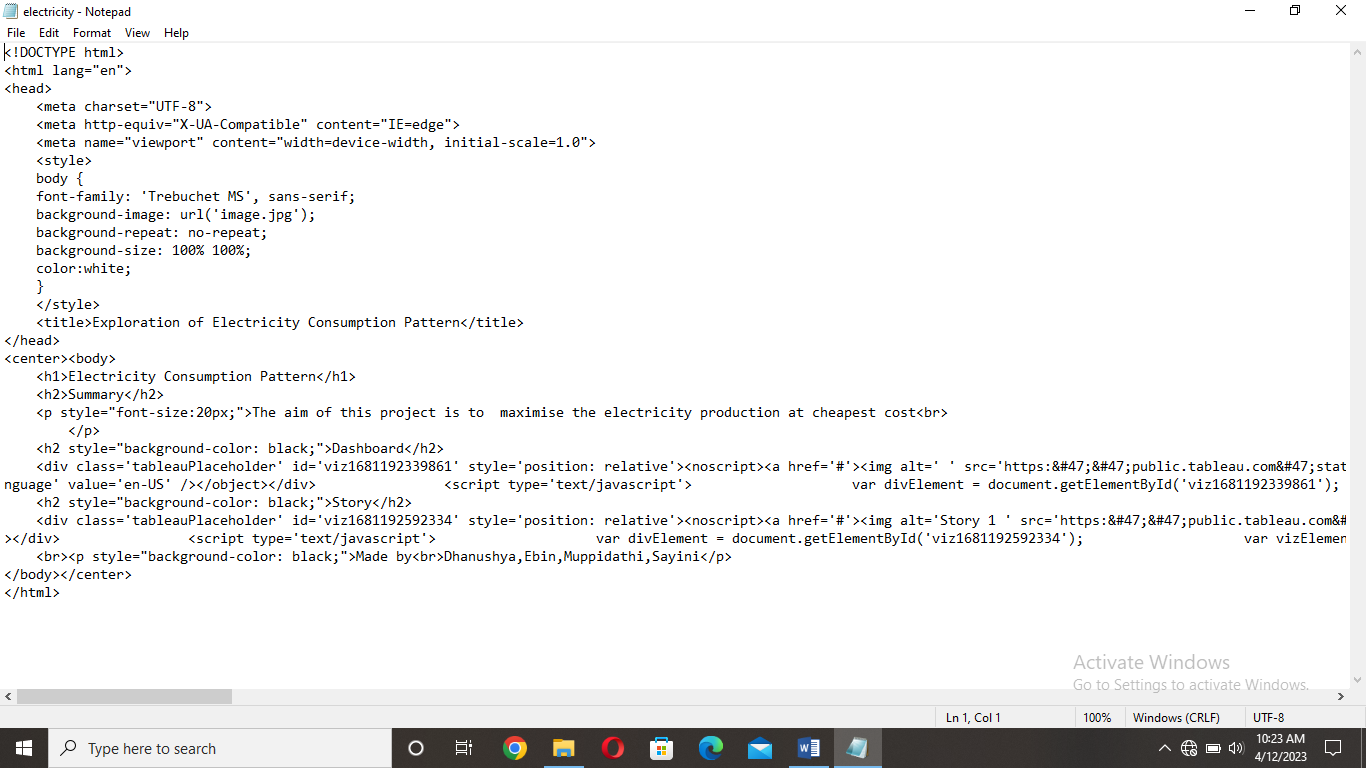 electricity - Notepad
File Edit Format View Help
<!DOCTYPE html>
<html lang="en">
<head>
    <meta charset="UTF-8">
    <meta http-equiv="X-UA-Compatible" content="IE=edge">
    <meta name="viewport" content="width=device-width, initial-scale=1.0">
    <style>
    body {
    font-family: 'Trebuchet MS', sans-serif;
    background-image: url('image.jpg');
    background-repeat: no-repeat;
    background-size: 100% 100%;
    color:white;
    }
    </style>
    <title>Exploration of Electricity Consumption Pattern</title>
</head>
<center><body>
    <h1>Electricity Consumption Pattern</h1>
    <h2>Summary</h2>
    <p style="font-size:20px;">The aim of this project is to  maximise the electricity production at cheapest cost<br>
        </p>
    <h2 style="background-color: black;">Dashboard</h2>
    <div class='tableauPlaceholder' id='viz1681192339861' style='position: relative'><noscript><a href='#'><img alt=' ' src='https:&#47;&#47;public.tableau.com&#47;stat
nguage' value='en-US' /></object></div>                <script type='text/javascript'>                    var divElement = document.getElementById('viz1681192339861');
    <h2 style="background-color: black;">Story</h2>
    <div class='tableauPlaceholder' id='viz1681192592334' style='position: relative'><noscript><a href='#'><img alt='Story 1 ' src='https:&#47;&#47;public.tableau.com&#
></div>                <script type='text/javascript'>                    var divElement = document.getElementById('viz1681192592334');                    var vizElemen
    <br><p style="background-color: black;">Made by<br>Dhanushya,Ebin,Muppidathi,Sayini</p>
</body></center>
</html>
Activate Windows
Go to Settings to activate Windows.
Ln 1, Col 1 100% Windows (CRLF) UTF-8
Type here to search
10:23 AM
4/12/2023